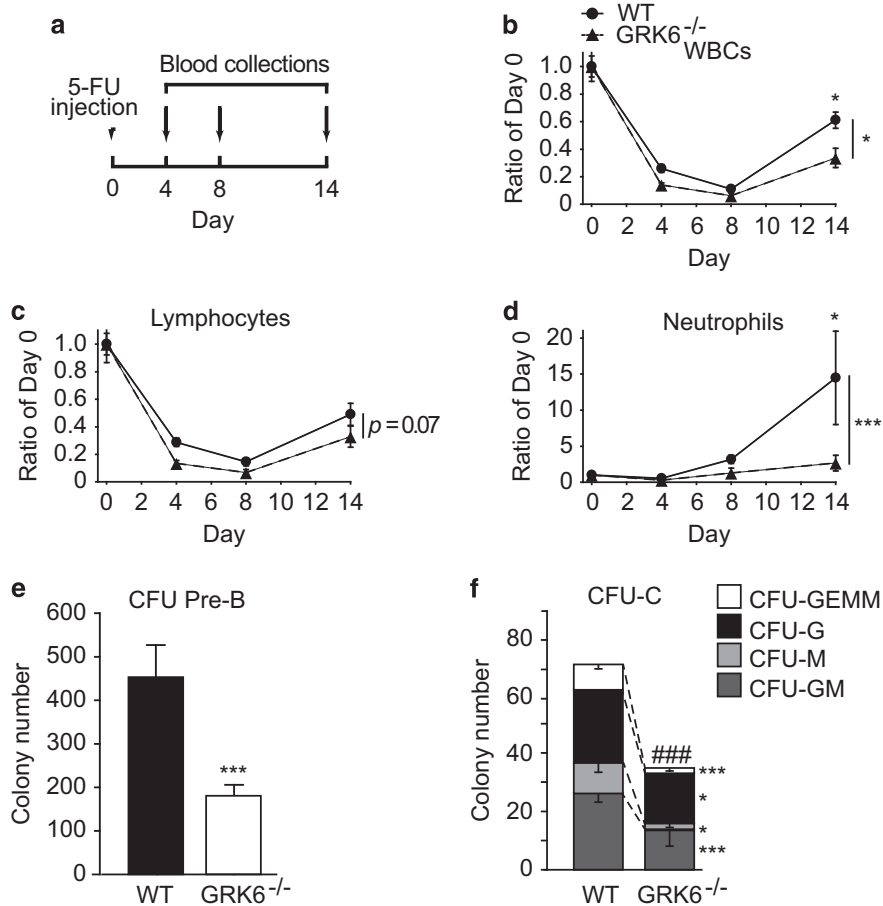 a
Blood collections
5-FU
injection
0 4 8 14
Day
b
WT
GRK6-/-
WBCs
Ratio of Day 0
1.0
0.8
0.6
0.4
0.2
0
*
*
0 2 4 6 8 10 12 14
Day
c
Lymphocytes
Ratio of Day 0
1.0
0.8
0.6
0.4
0.2
0
p = 0.07
0 2 4 6 8 10 12 14
Day
d
Neutrophils
Ratio of Day 0
20
15
10
5
0
*
***
0 2 4 6 8 10 12 14
Day
e
CFU Pre-B
Colony number
600
500
400
300
200
100
0
***
WT GRK6-/-
f
CFU-C
CFU-GEMM
CFU-G
CFU-M
CFU-GM
Colony number
80
60
40
20
0
###
***
*
*
***
WT GRK6-/-